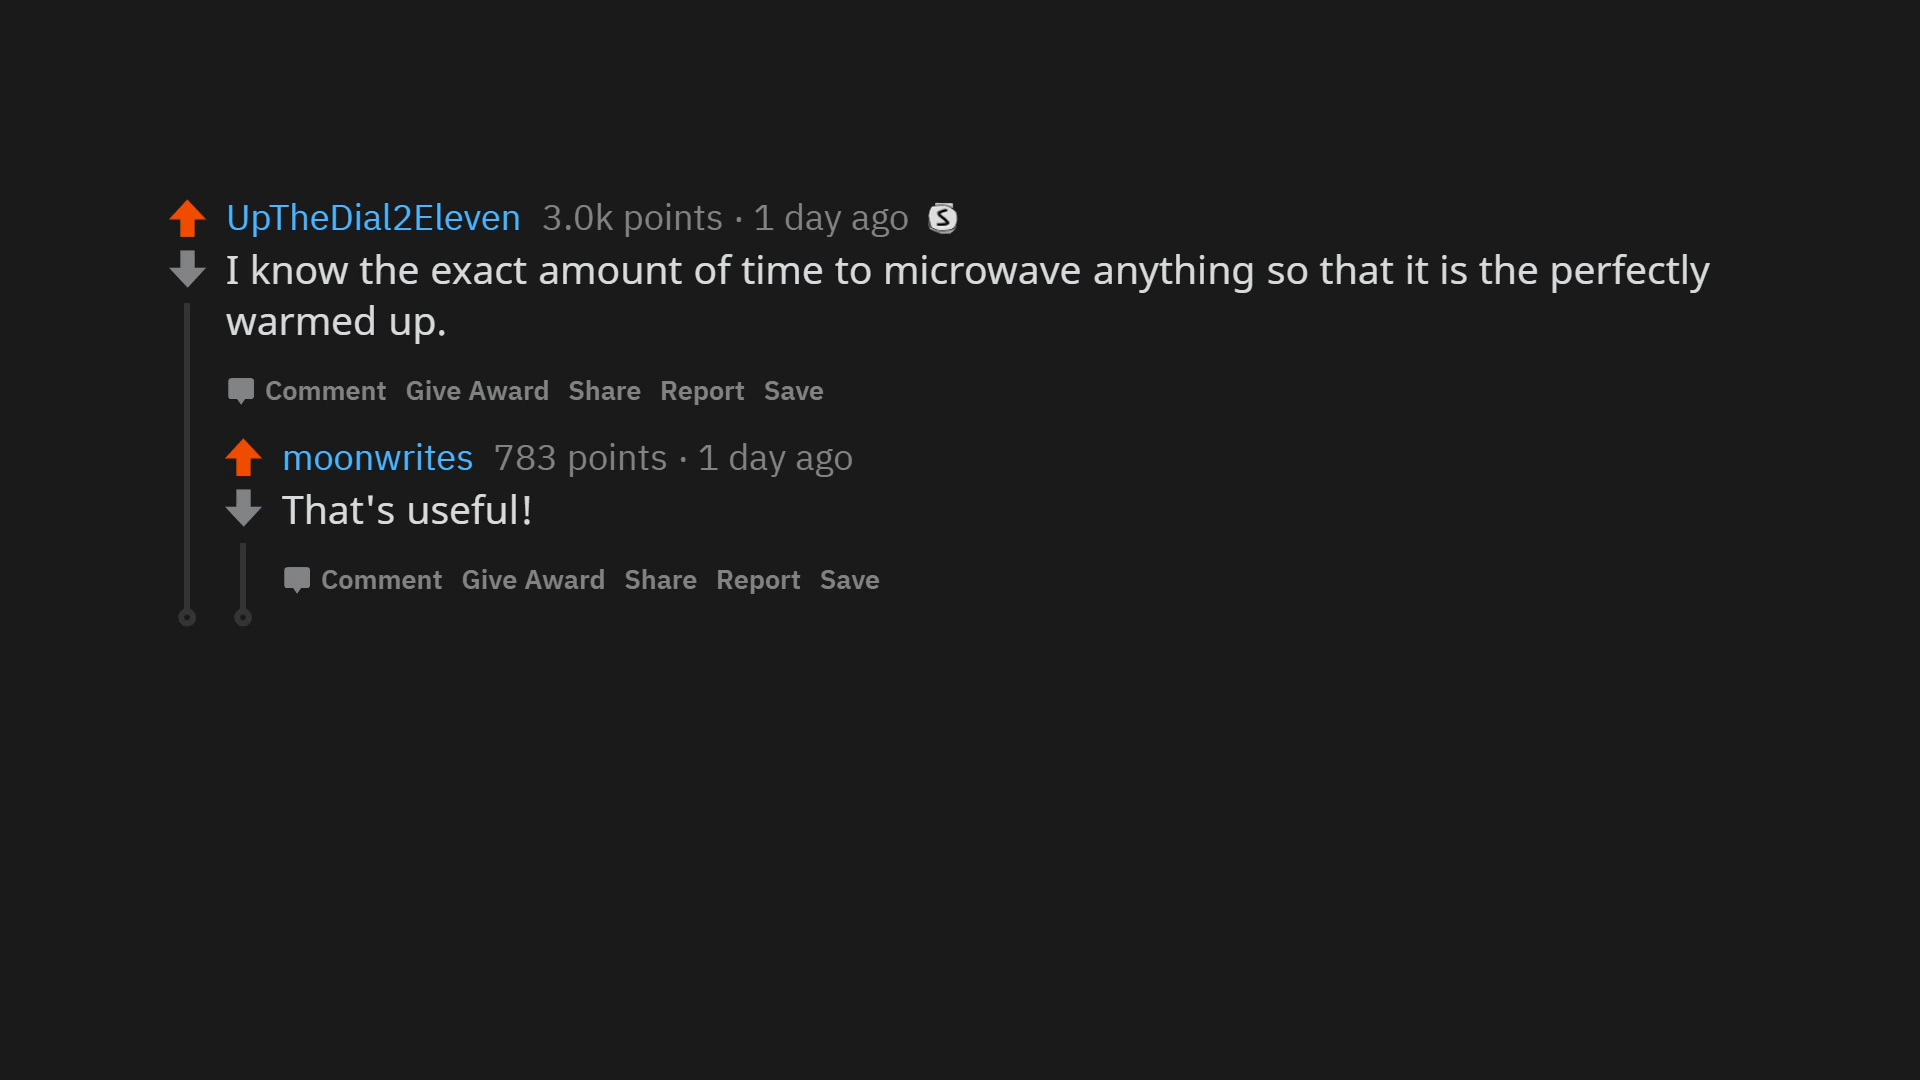 UpTheDial2Eleven 3.0k points · 1 day ago S
I know the exact amount of time to microwave anything so that it is the perfectly
warmed up.
Comment Give Award Share Report Save
moonwrites 783 points · 1 day ago
That's useful!
Comment Give Award Share Report Save